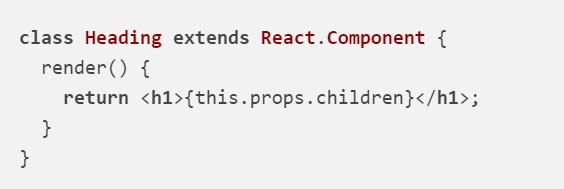 class Heading extends React.Component {
  render() {
    return <h1>{this.props.children}</h1>;
  }
}